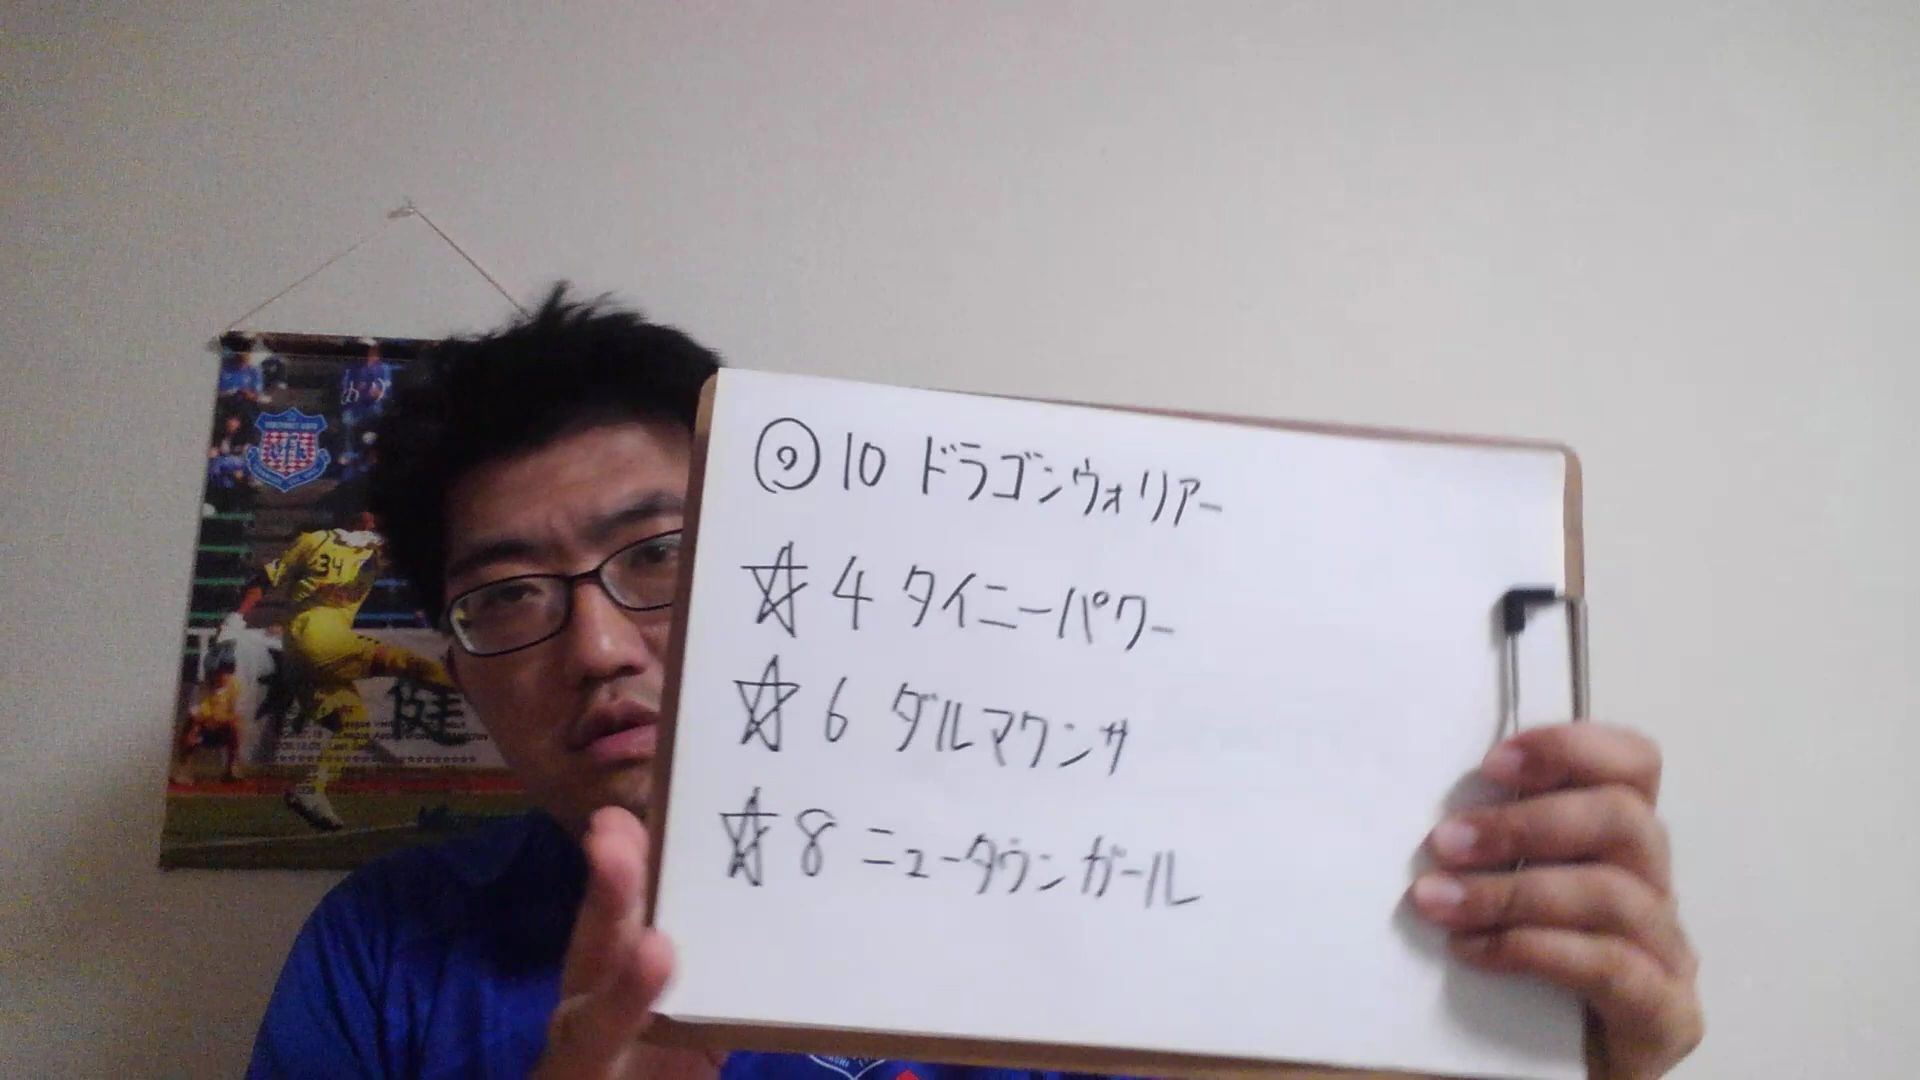 ◎10 ドラゴンウォリアー
☆4 タイニーパワー
☆6 ダルマワンサ
☆8 ニュータウンガール
34